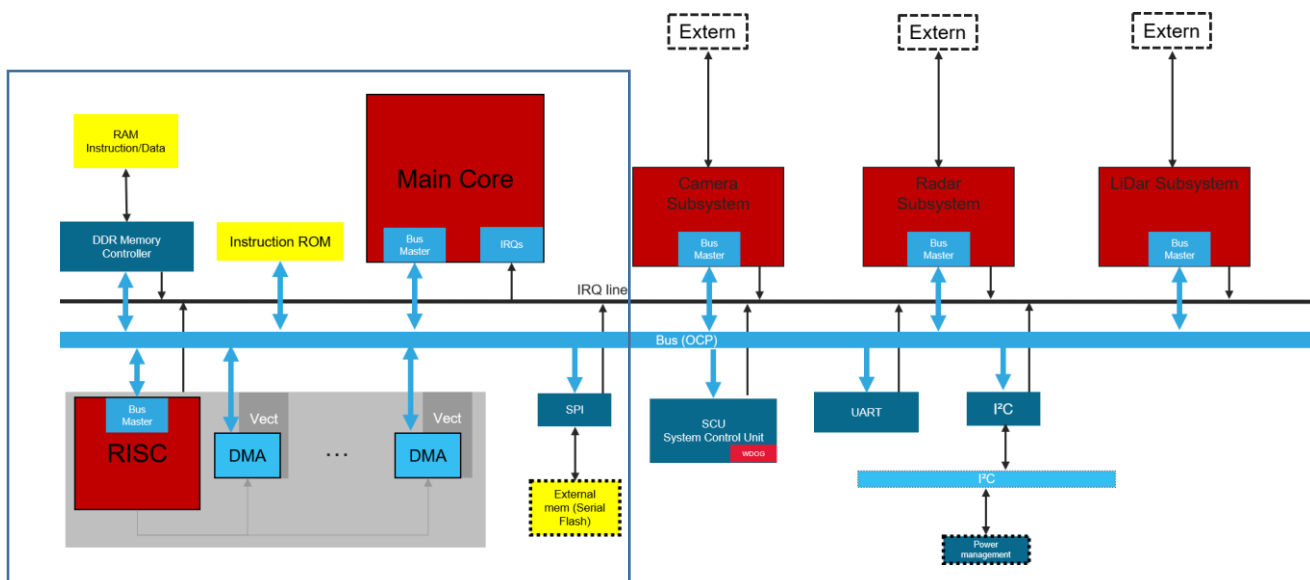 Extern
Extern
Extern
RAM
Instruction/Data
Main Core
Camera
Subsystem
Radar
Subsystem
LiDar Subsystem
DDR Memory
Controller
Instruction ROM
Bus
Master
IRQs
Bus
Master
Bus
Master
Bus
Master
IRQ line
Bus (OCP)
Bus
Master
RISC
Vect
DMA
...
Vect
DMA
SPI
SCU
System Control Unit
WDOG
UART
I²C
External
mem (Serial
Flash)
I²C
Power
management